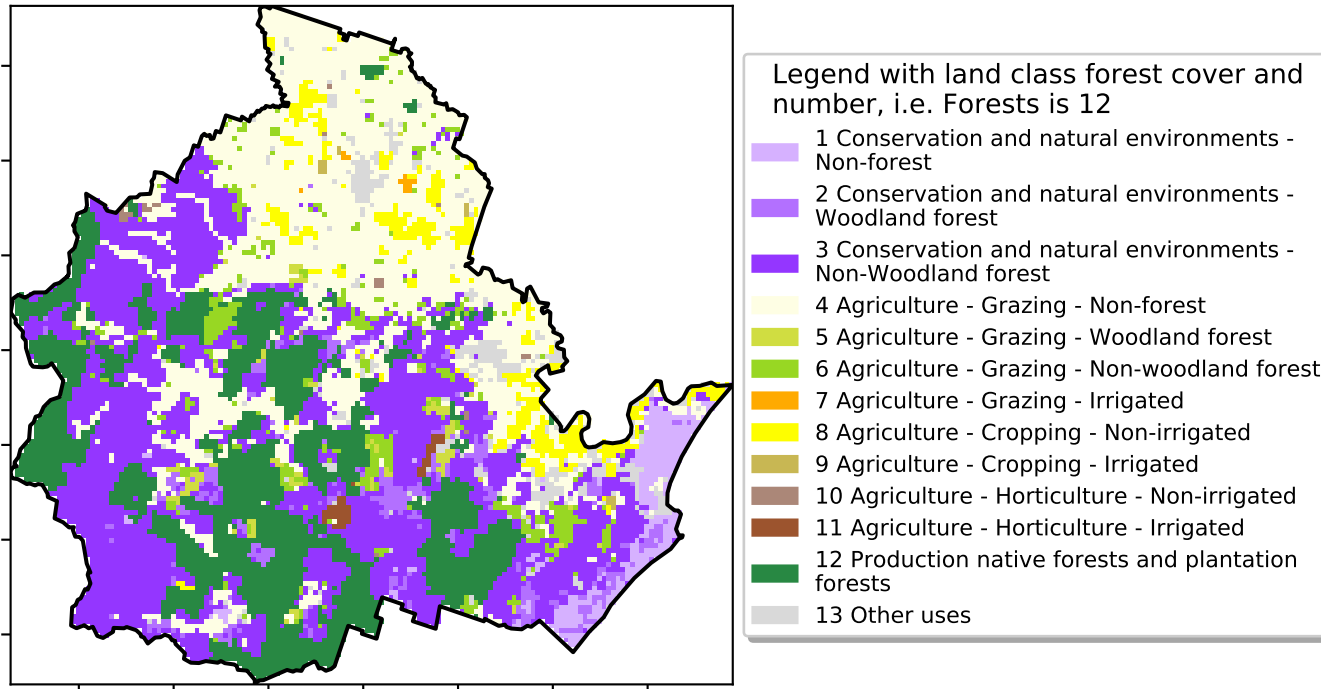 Legend with land class forest cover and
number, i.e. Forests is 12
1 Conservation and natural environments -
Non-forest
2 Conservation and natural environments -
Woodland forest
3 Conservation and natural environments -
Non-Woodland forest
4 Agriculture - Grazing - Non-forest
5 Agriculture - Grazing - Woodland forest
6 Agriculture - Grazing - Non-woodland forest
7 Agriculture - Grazing - Irrigated
8 Agriculture - Cropping - Non-irrigated
9 Agriculture - Cropping - Irrigated
10 Agriculture - Horticulture - Non-irrigated
11 Agriculture - Horticulture - Irrigated
12 Production native forests and plantation
forests
13 Other uses